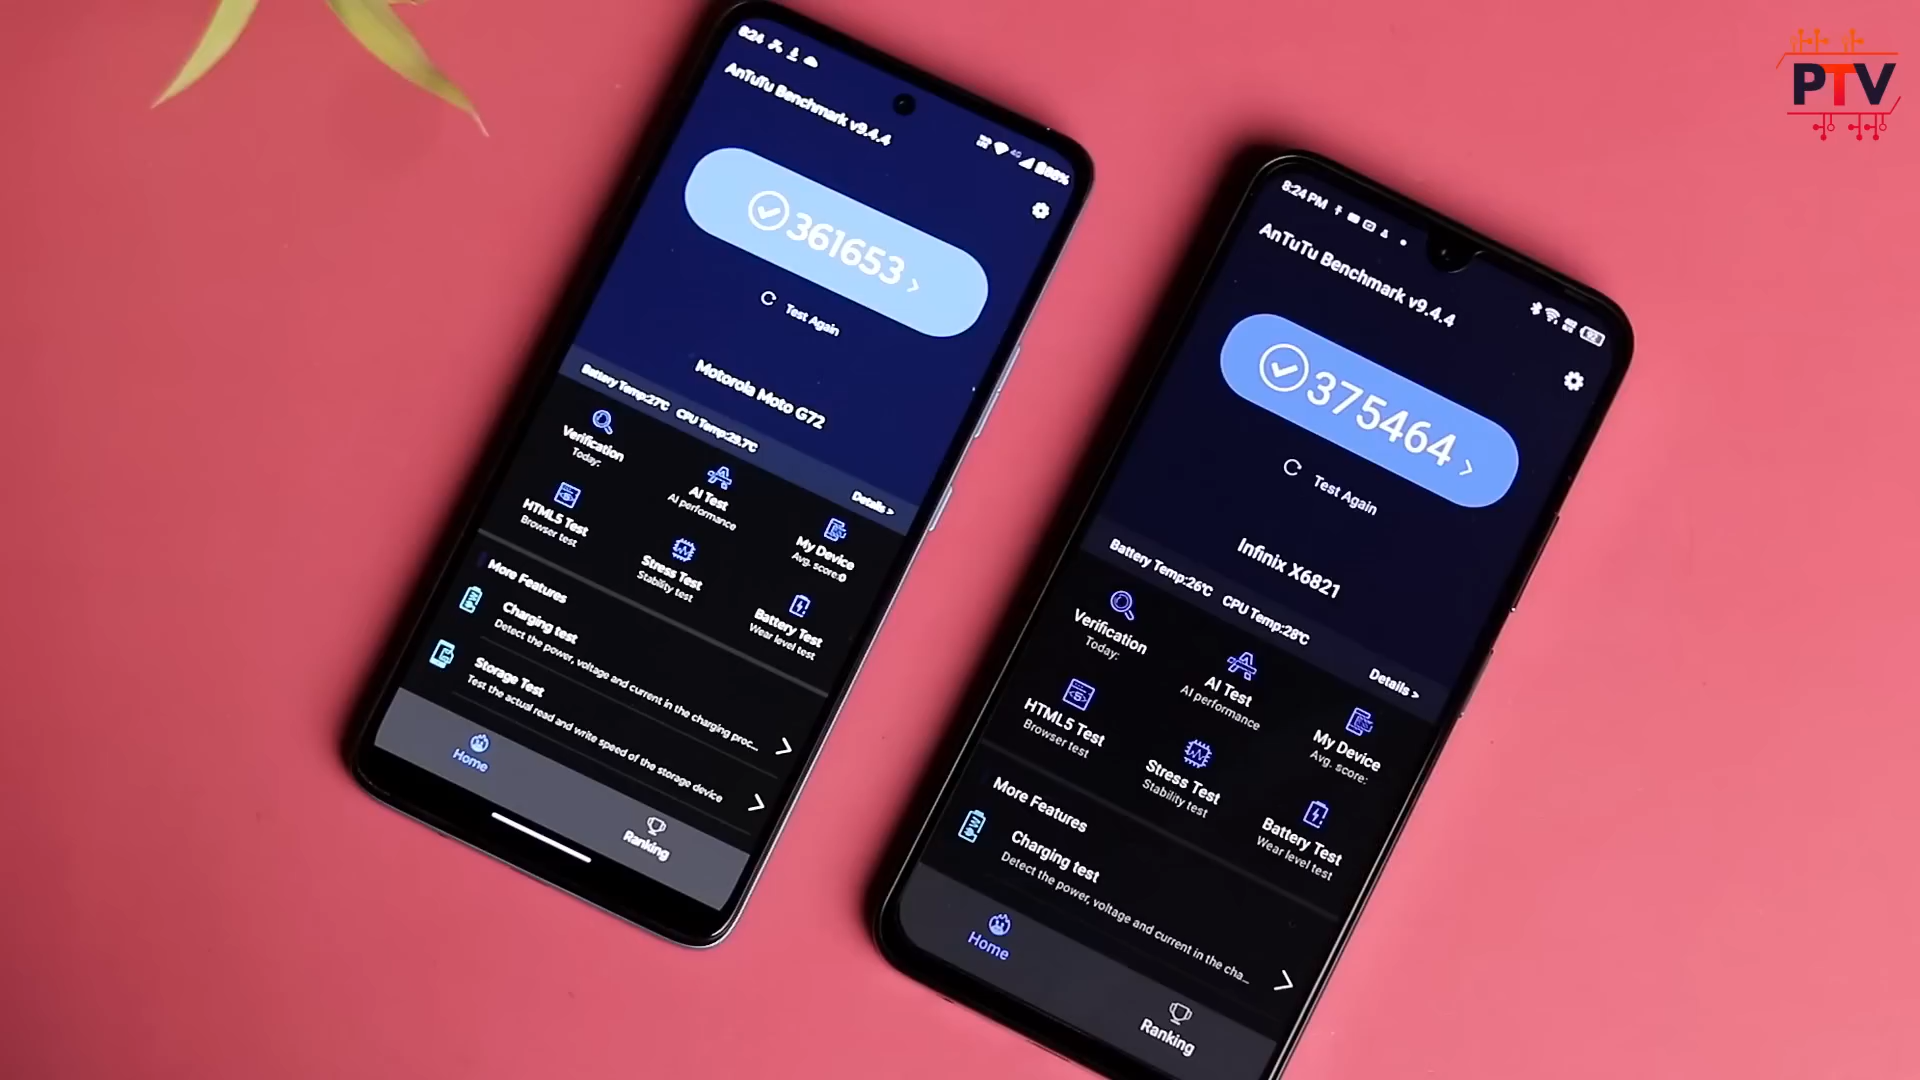 PTV
8:24
AnTuTu Benchmark v9.4.4
4G
98%
361653
Test Again
Motorola Moto G72
Battery Temp:27℃ CPU Temp:29.7℃
Details >
Verification
Today:
AI Test
AI performance
My Device
Avg. score:0
HTML5 Test
Browser test
Stress Test
Stability test
Battery Test
Wear level test
More Features
Charging test
Detect the power, voltage and current in the charging proc...
Storage Test
Test the actual read and write speed of the storage device
Home
Ranking
8:24 PM
AnTuTu Benchmark v9.4.4
92
375464
Test Again
Infinix X6821
Battery Temp:26℃ CPU Temp:28℃
Details >
Verification
Today:
AI Test
AI performance
My Device
Avg. score:
HTML5 Test
Browser test
Stress Test
Stability test
Battery Test
Wear level test
More Features
Charging test
Detect the power, voltage and current in the cha...
Home
Ranking